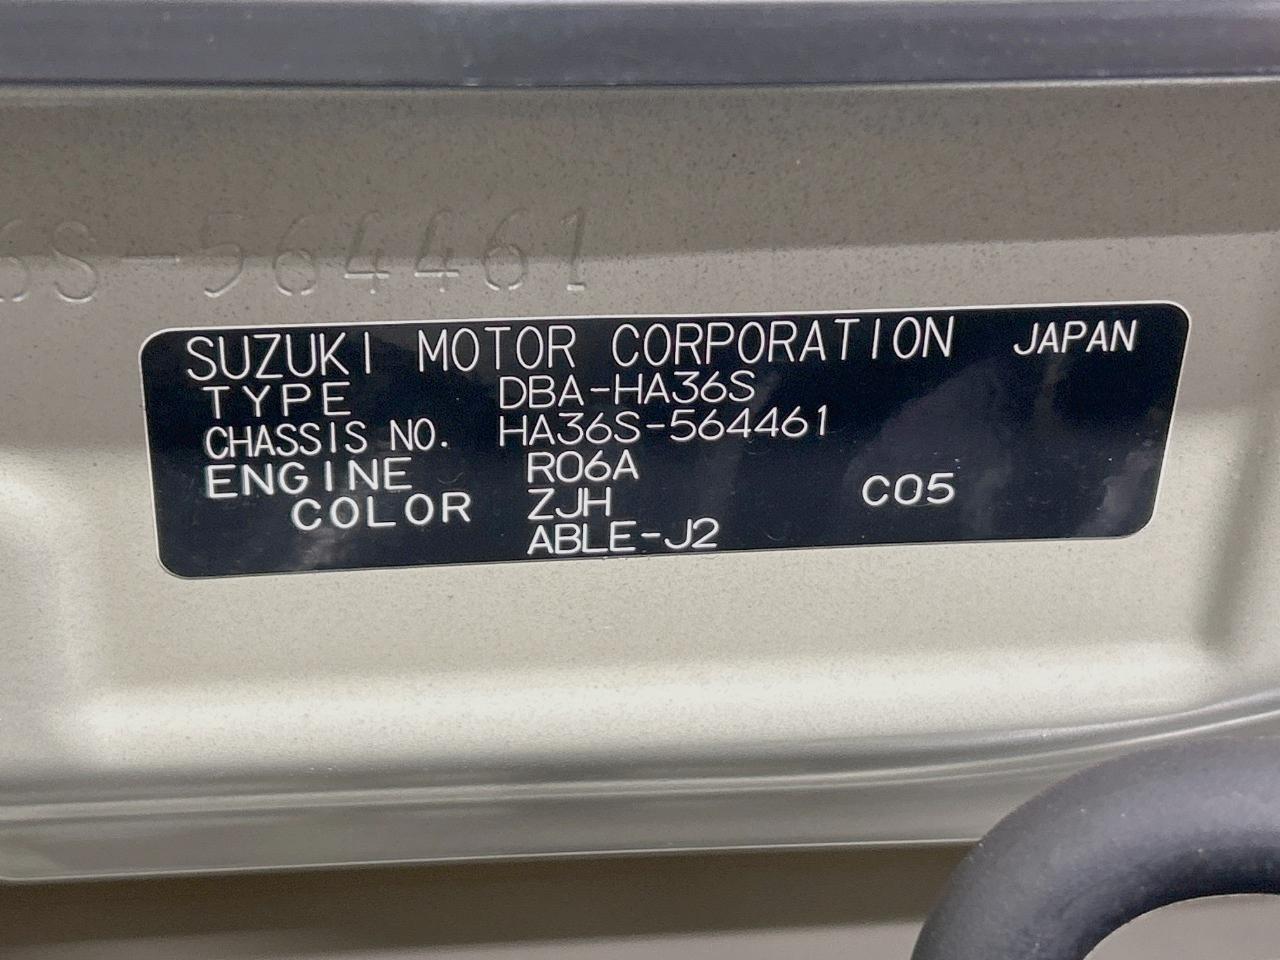 6S-564461
SUZUKI MOTOR CORPORATION JAPAN
TYPE DBA-HA36S
CHASSIS NO. HA36S-564461
ENGINE R06A
COLOR ZJH C05
ABLE-J2